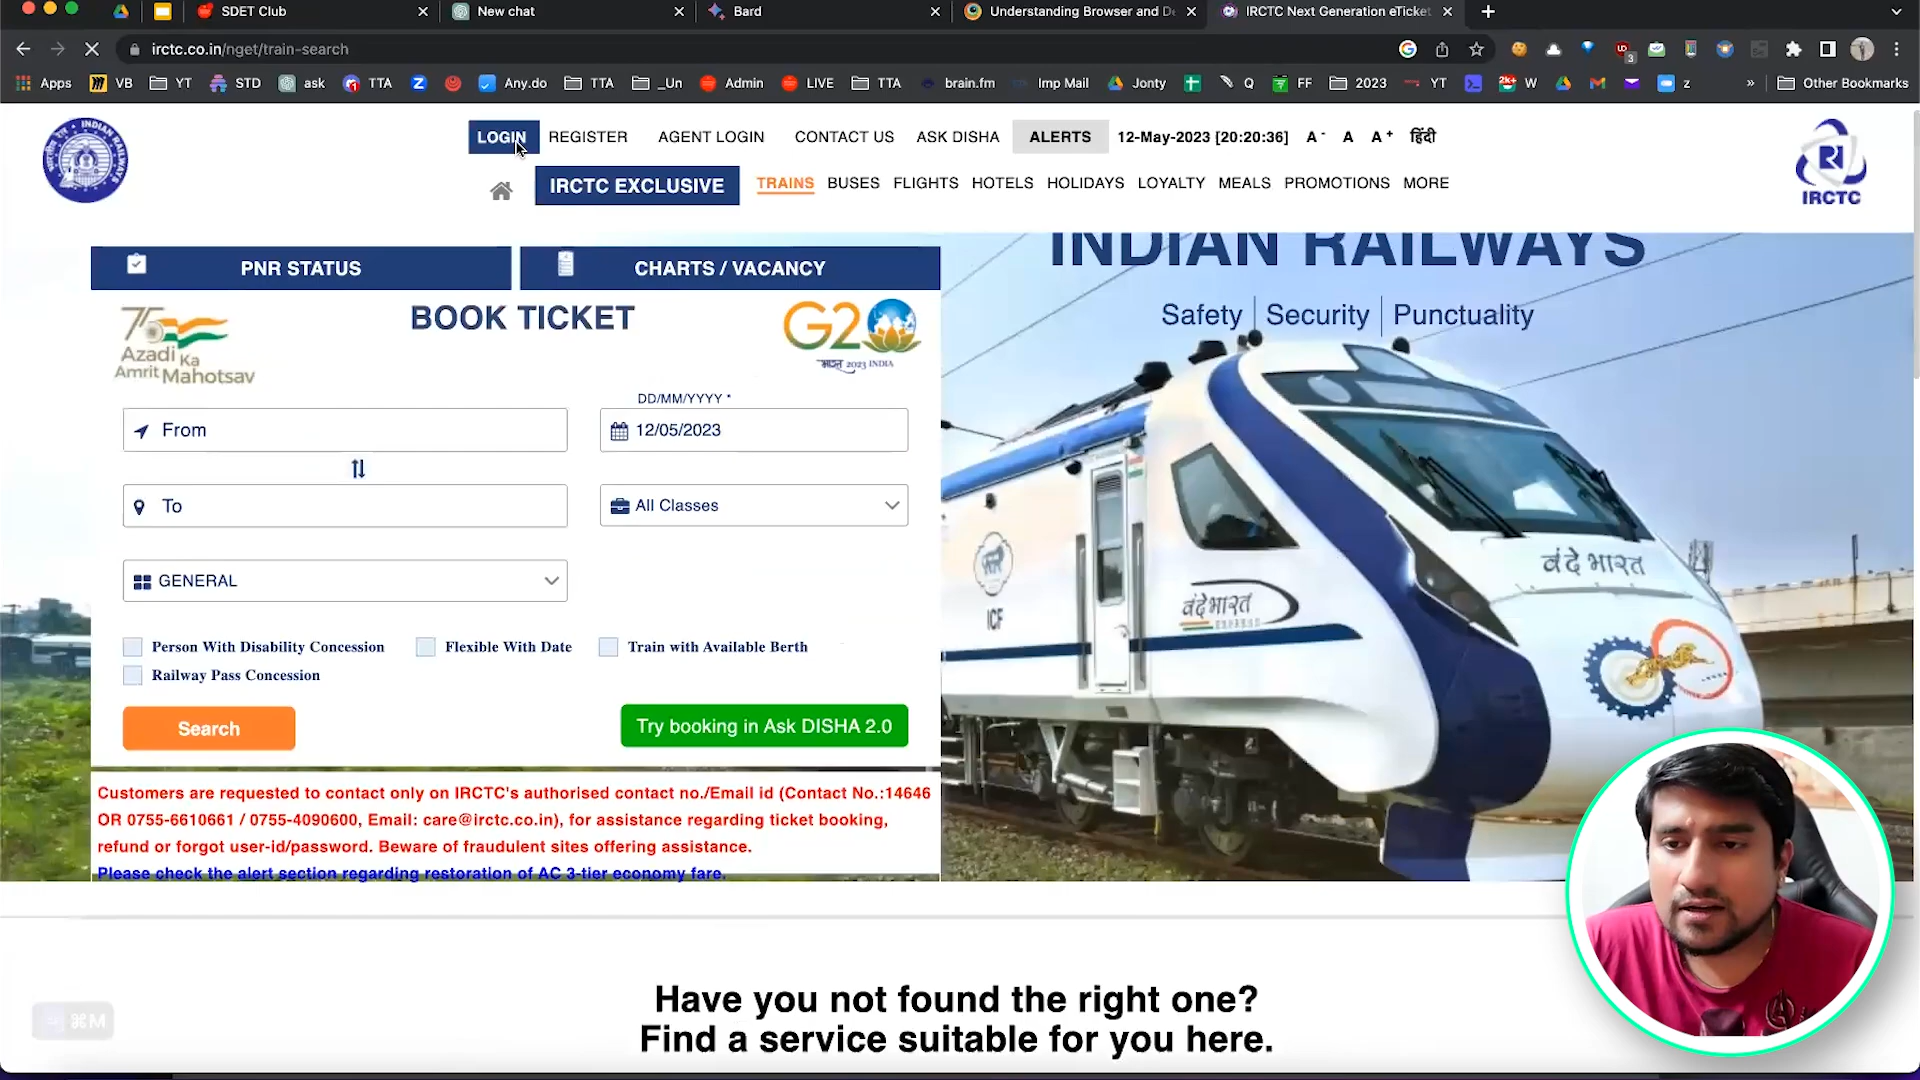 SDET Club
New chat
Bard
Understanding Browser and De
IRCTC Next Generation eTicket
irctc.co.in/nget/train-search
Apps
VB
YT
STD
ask
TTA
Any.do
TTA
_Un
Admin
LIVE
TTA
brain.fm
Imp Mail
Jonty
Q
FF
2023
YT
W
z
»
Other Bookmarks
LOGIN
REGISTER
AGENT LOGIN
CONTACT US
ASK DISHA
ALERTS
12-May-2023 [20:20:36]
A-
A
A+
हिंदी
IRCTC EXCLUSIVE
TRAINS
BUSES
FLIGHTS
HOTELS
HOLIDAYS
LOYALTY
MEALS
PROMOTIONS
MORE
IRCTC
PNR STATUS
CHARTS / VACANCY
INDIAN RAILWAYS
Safety | Security | Punctuality
Azadi Ka
Amrit Mahotsav
BOOK TICKET
G20
भारत 2023 INDIA
From
DD/MM/YYYY *
12/05/2023
To
All Classes
GENERAL
Person With Disability Concession
Flexible With Date
Train with Available Berth
Railway Pass Concession
Search
Try booking in Ask DISHA 2.0
Customers are requested to contact only on IRCTC's authorised contact no./Email id (Contact No.:14646
OR 0755-6610661 / 0755-4090600, Email: care@irctc.co.in), for assistance regarding ticket booking,
refund or forgot user-id/password. Beware of fraudulent sites offering assistance.
Please check the alert section regarding restoration of AC 3-tier economy fare.
ICF
वंदे भारत
EXPRESS
वंदे भारत
Have you not found the right one?
Find a service suitable for you here.
⌘M